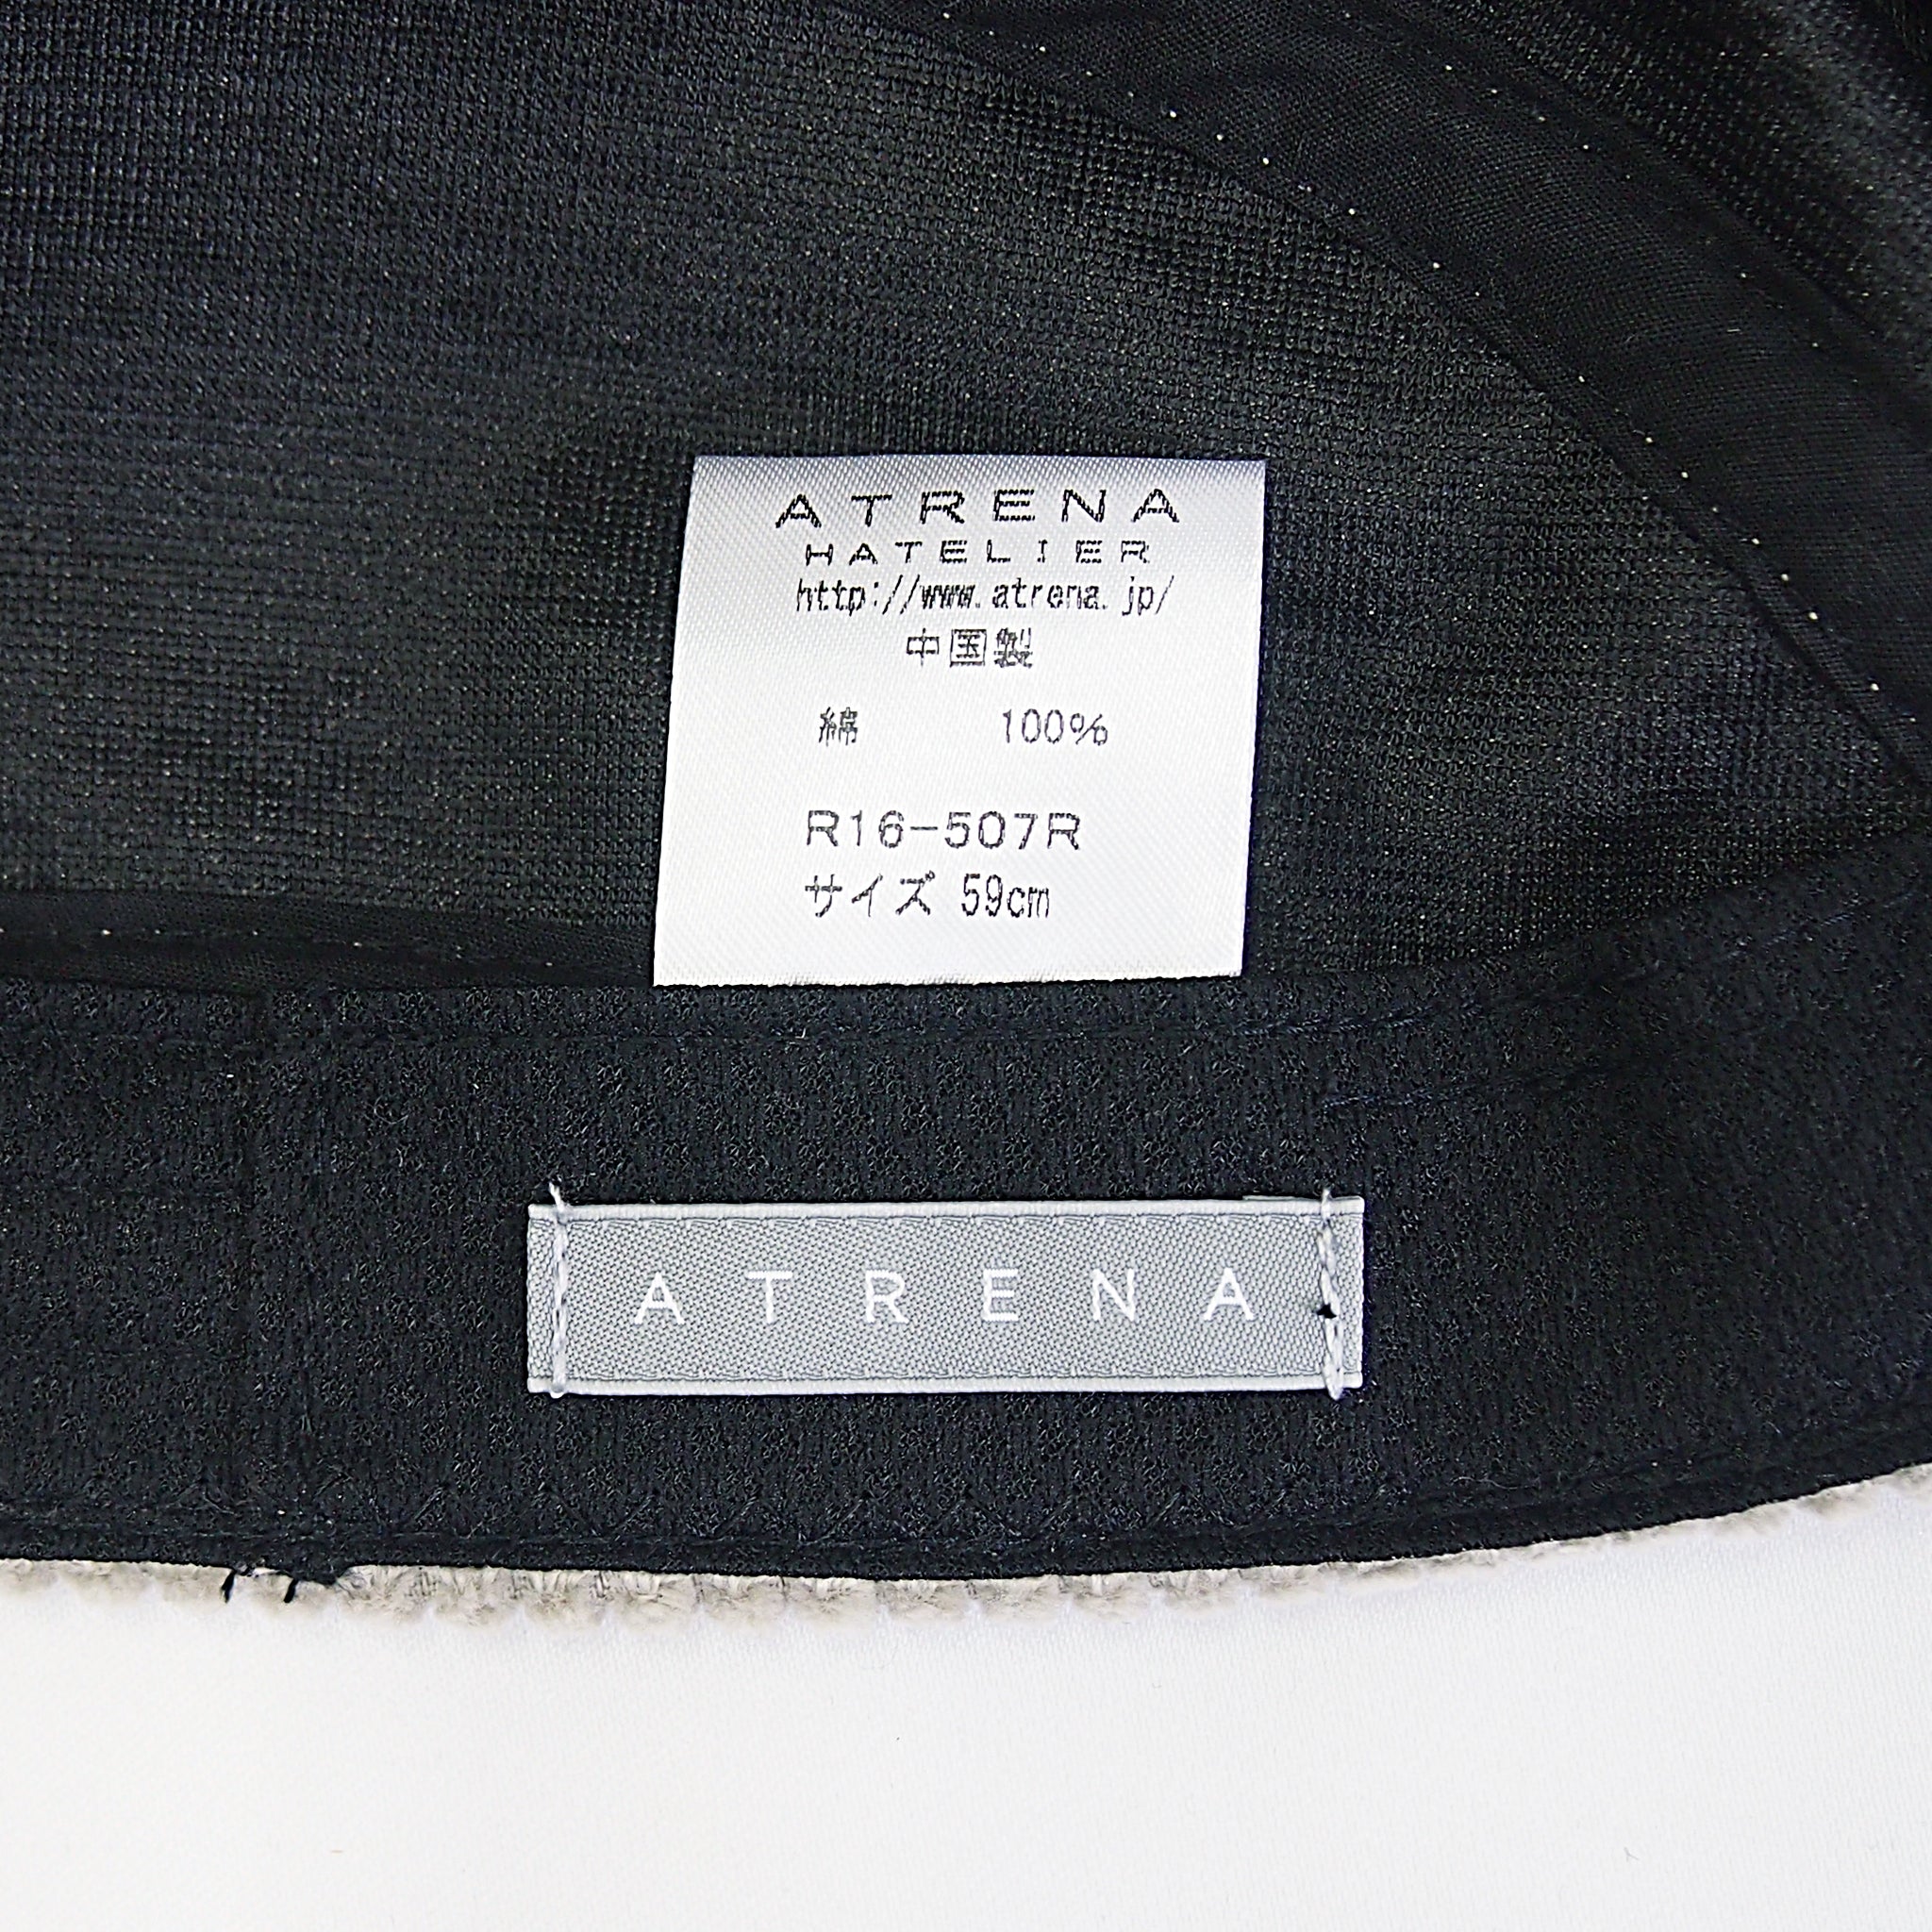 ATRENA
HATELIER
http://www.atrena.jp/
中国製
綿 100%
R16-507R
サイズ 59cm
ATRENA